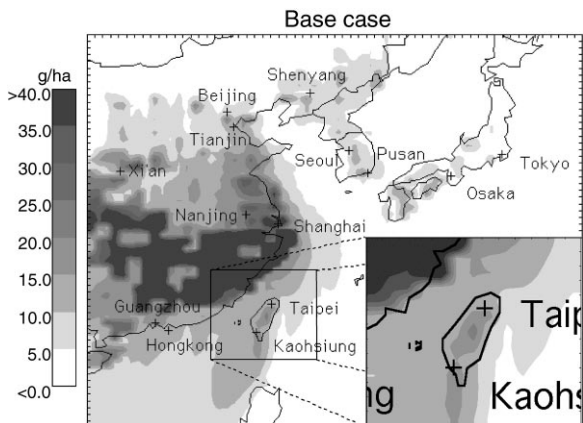 Base case
g/ha
>40.0
35.0
30.0
25.0
20.0
15.0
10.0
5.0
<0.0
Shenyang
Beijing
Tianjin
Seoul
Pusan
Tokyo
Osaka
Xi'an
Nanjing
Shanghai
Guangzhou
Hongkong
Taipei
Kaohsiung
Taip
Kaohs
ng